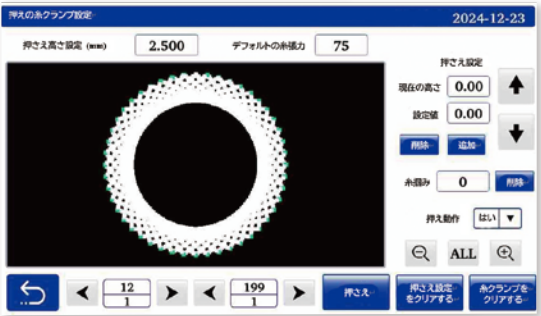 押えの糸クランプ設定
2024-12-23
押さえ高さ設定 (mm)
2.500
デフォルトの糸張力
75
押さえ設定
現在の高さ
0.00
設定値
0.00
削除
追加
糸掴み
0
削除
押え動作
はい
ALL
12
1
199
1
押さえ
押さえ設定
をクリアする
糸クランプを
クリアする